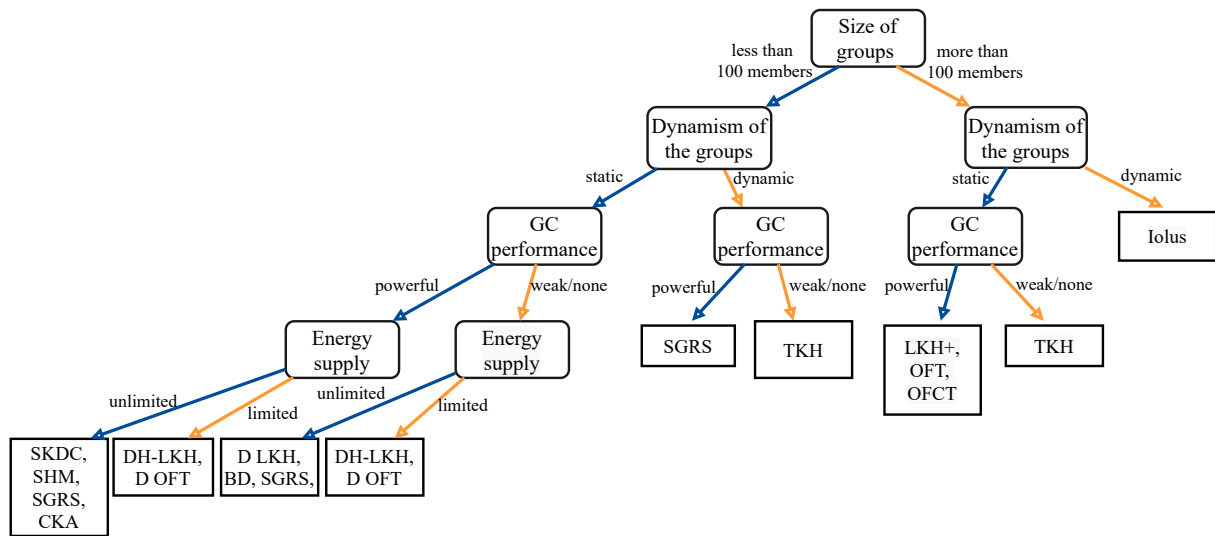 Size of
groups
less than
100 members
more than
100 members
Dynamism of
the groups
Dynamism of
the groups
static
dynamic
static
dynamic
GC
performance
GC
performance
GC
performance
Iolus
powerful
weak/none
powerful
weak/none
powerful
weak/none
Energy
supply
Energy
supply
SGRS
TKH
LKH+,
OFT,
OFCT
TKH
unlimited
limited
unlimited
limited
SKDC,
SHM,
SGRS,
CKA
DH-LKH,
D OFT
D LKH,
BD, SGRS,
DH-LKH,
D OFT